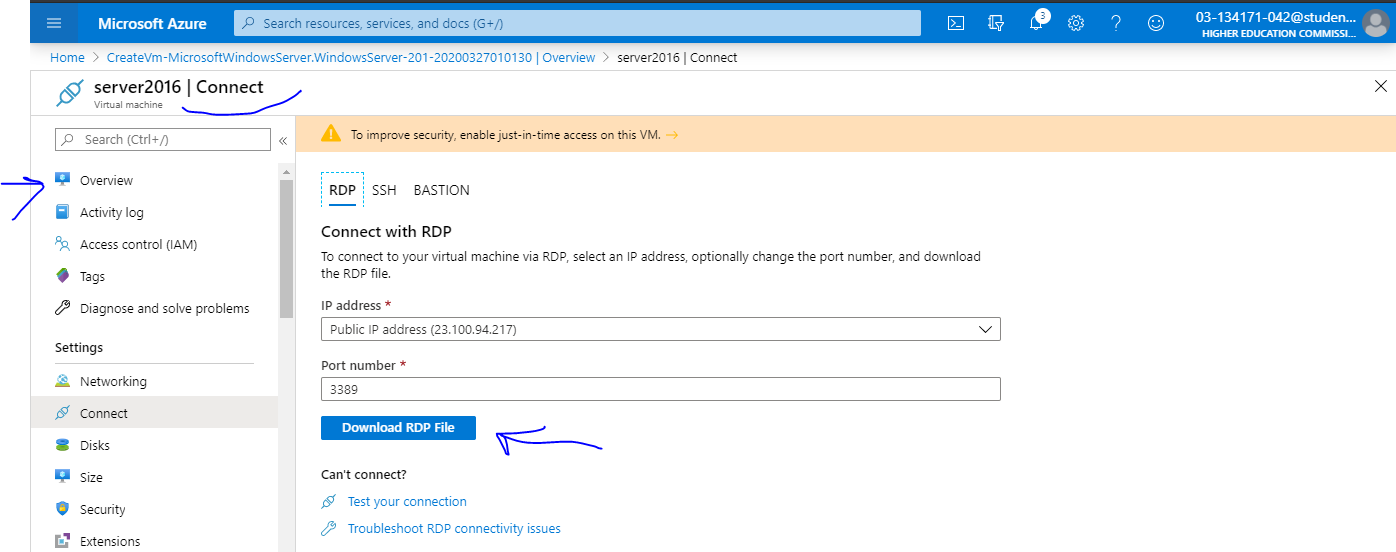 Microsoft Azure
Search resources, services, and docs (G+/)
3
03-134171-042@studen...
HIGHER EDUCATION COMMISSI...
Home > CreateVm-MicrosoftWindowsServer.WindowsServer-201-20200327010130 | Overview > server2016 | Connect
server2016 | Connect
Virtual machine
Search (Ctrl+/)
Overview
Activity log
Access control (IAM)
Tags
Diagnose and solve problems
Settings
Networking
Connect
Disks
Size
Security
Extensions
To improve security, enable just-in-time access on this VM. →
RDP SSH BASTION
Connect with RDP
To connect to your virtual machine via RDP, select an IP address, optionally change the port number, and download
the RDP file.
IP address *
Public IP address (23.100.94.217)
Port number *
3389
Download RDP File
Can't connect?
Test your connection
Troubleshoot RDP connectivity issues